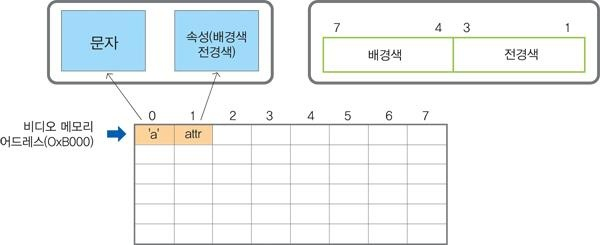 문자
속성(배경색
전경색)
7 4 3 1
배경색 전경색
0 1 2 3 4 5 6 7
비디오 메모리
어드레스(0xB000)
'a' attr